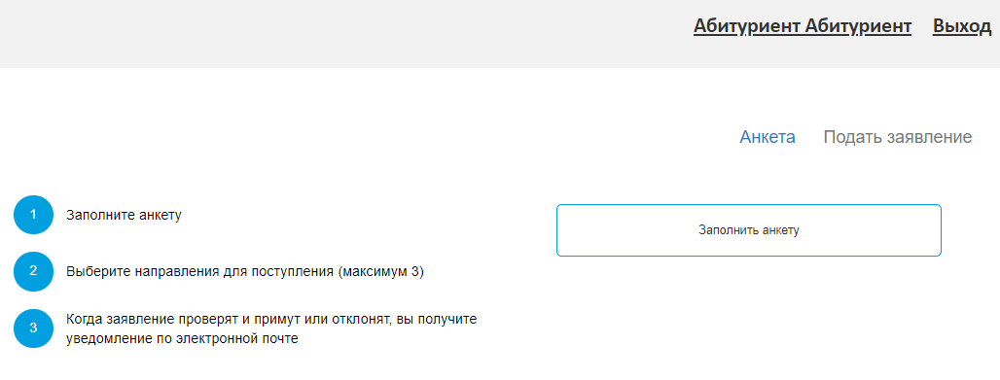 Абитуриент Абитуриент Выход
Анкета Подать заявление
1 Заполните анкету
Заполнить анкету
2 Выберите направления для поступления (максимум 3)
3 Когда заявление проверят и примут или отклонят, вы получите
уведомление по электронной почте